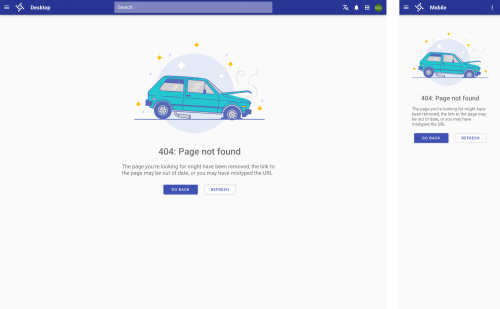 Desktop
Search
404: Page not found
The page you're looking for might have been removed, the link to
the page may be out of date, or you may have mistyped the URL.
GO BACK
REFRESH
Mobile
404: Page not found
The page you're looking for might have
been removed, the link to the page may
be out of date, or you may have
mistyped the URL.
GO BACK
REFRESH